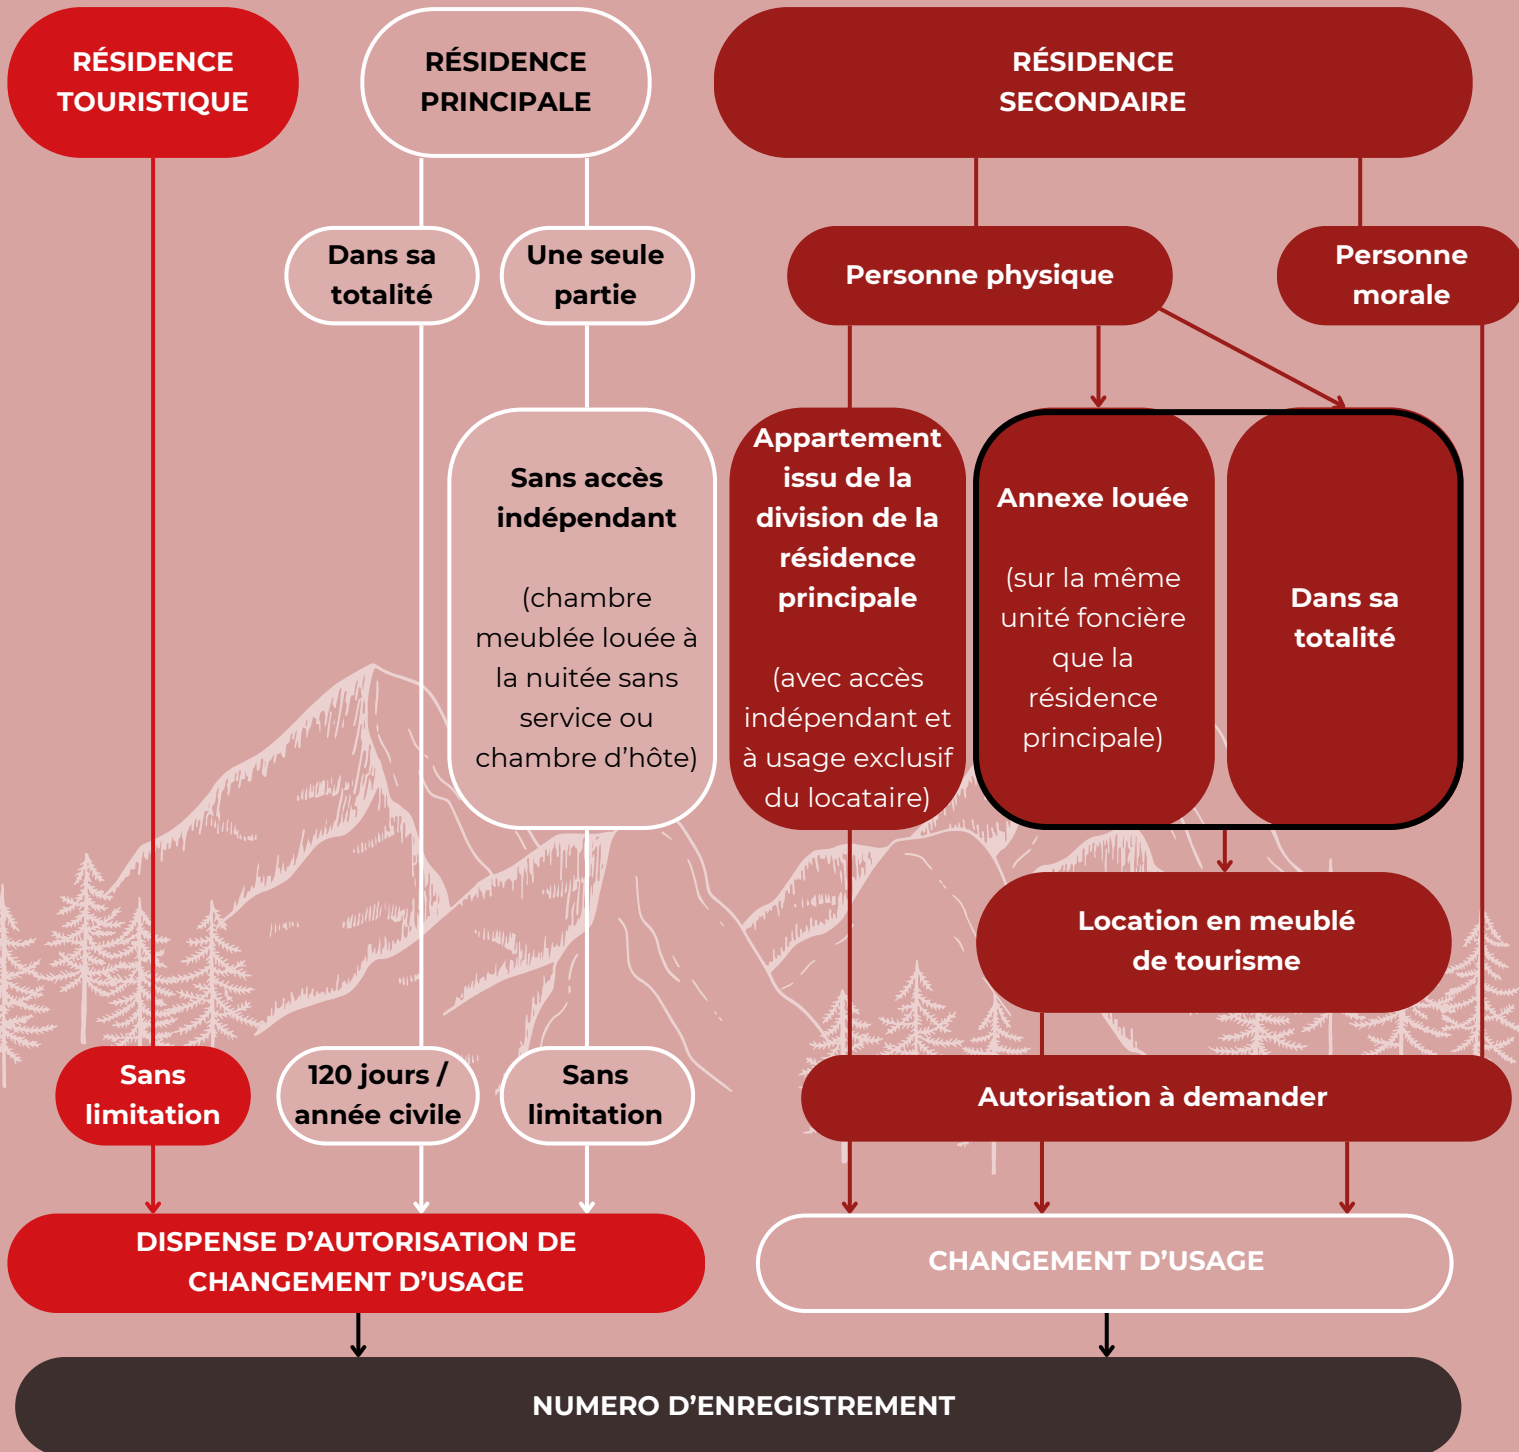 RÉSIDENCE
TOURISTIQUE
RÉSIDENCE
PRINCIPALE
RÉSIDENCE
SECONDAIRE
Dans sa
totalité
Une seule
partie
Personne physique
Personne
morale
Sans accès
indépendant
(chambre
meublée louée à
la nuitée sans
service ou
chambre d’hôte)
Appartement
issu de la
division de la
résidence
principale
(avec accès
indépendant et
à usage exclusif
du locataire)
Annexe louée
(sur la même
unité foncière
que la
résidence
principale)
Dans sa
totalité
Location en meublé
de tourisme
Sans
limitation
120 jours /
année civile
Sans
limitation
Autorisation à demander
DISPENSE D’AUTORISATION DE
CHANGEMENT D’USAGE
CHANGEMENT D’USAGE
NUMERO D’ENREGISTREMENT